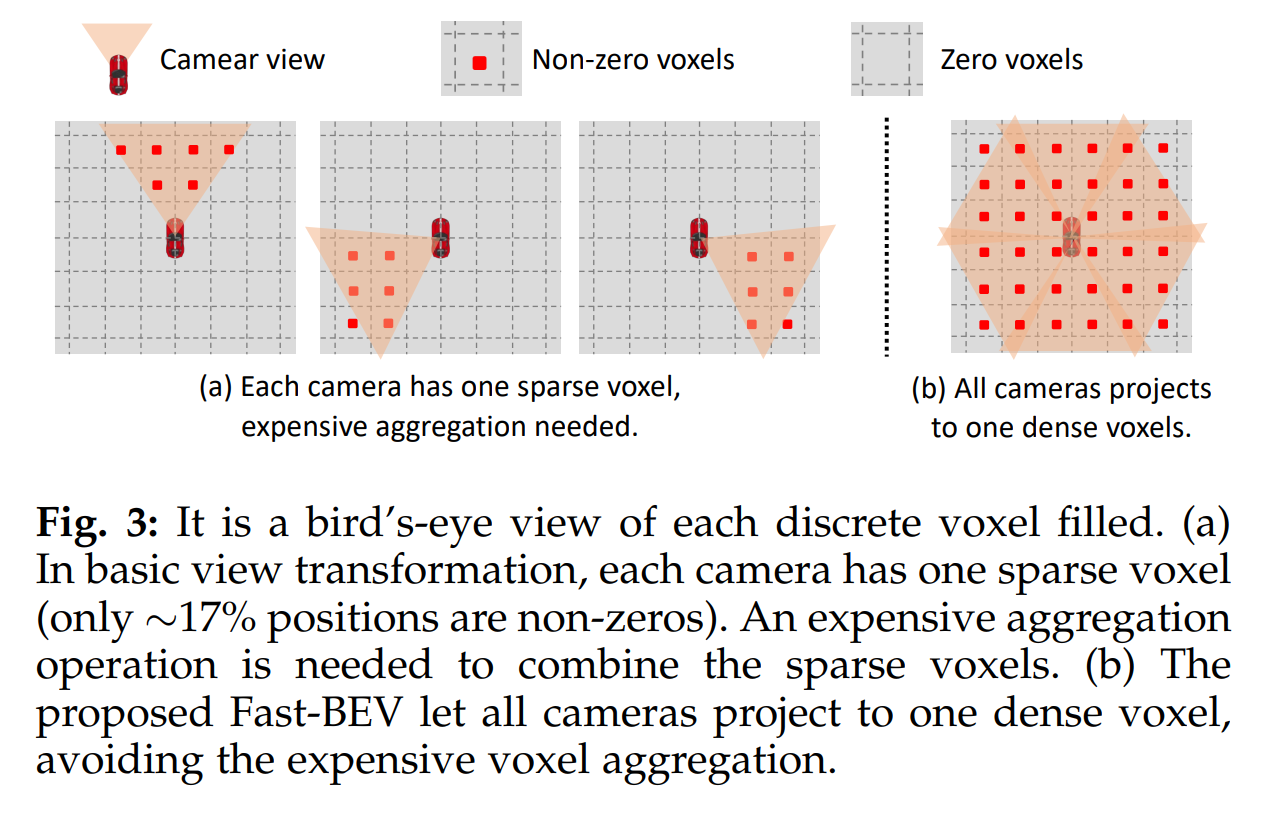 Camear view
Non-zero voxels
Zero voxels
(a) Each camera has one sparse voxel,
expensive aggregation needed.
(b) All cameras projects
to one dense voxels.
Fig. 3: It is a bird's-eye view of each discrete voxel filled. (a)
In basic view transformation, each camera has one sparse voxel
(only ∼17% positions are non-zeros). An expensive aggregation
operation is needed to combine the sparse voxels. (b) The
proposed Fast-BEV let all cameras project to one dense voxel,
avoiding the expensive voxel aggregation.